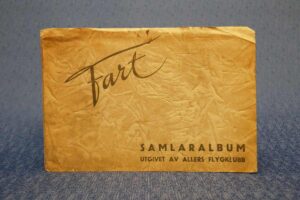 Fart
SAMLARALBUM
UTGIVET AV ALLERS FLYGKLUBB